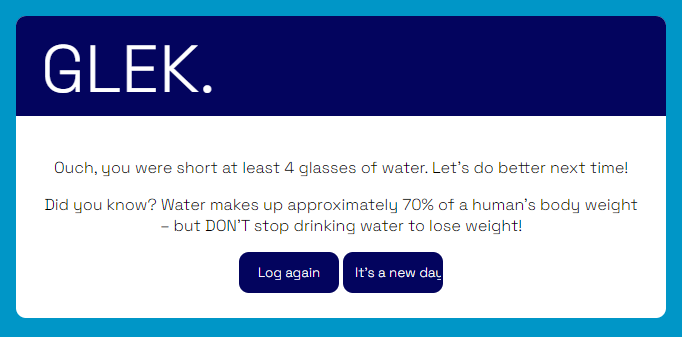 GLEK.
Ouch, you were short at least 4 glasses of water. Let's do better next time!
Did you know? Water makes up approximately 70% of a human's body weight
– but DON'T stop drinking water to lose weight!
Log again
It's a new day